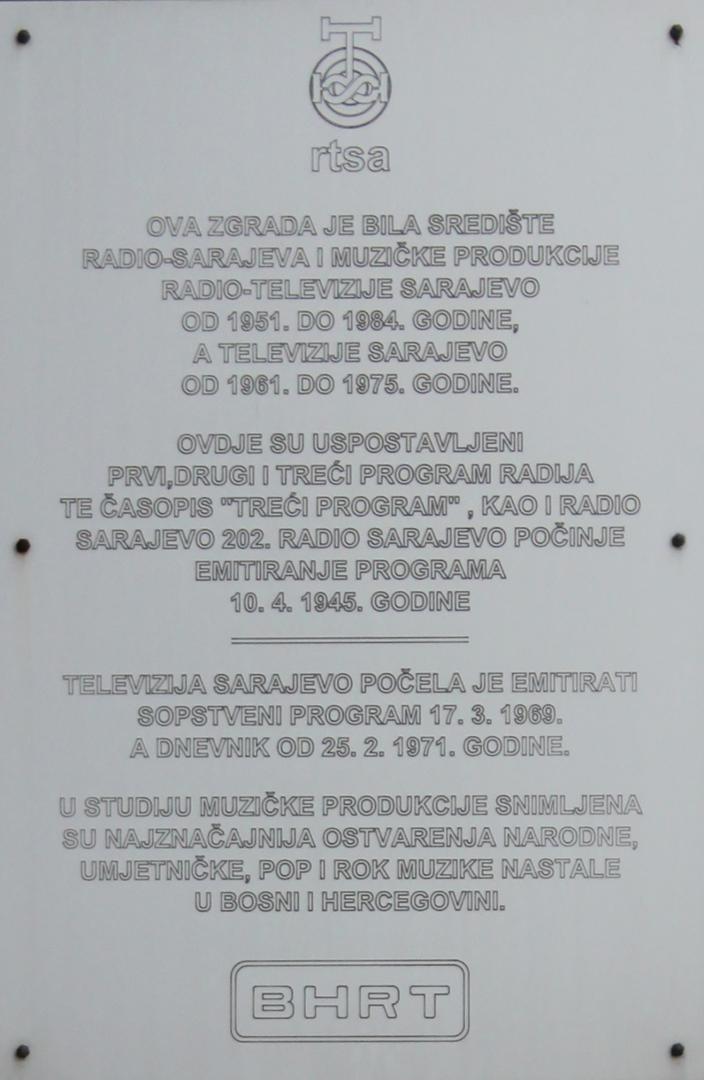 rtsa
OVA ZGRADA JE BILA SREDIŠTE
RADIO-SARAJEVA I MUZIČKE PRODUKCIJE
RADIO-TELEVIZIJE SARAJEVO
OD 1951. DO 1984. GODINE,
A TELEVIZIJE SARAJEVO
OD 1961. DO 1975. GODINE.
OVDJE SU USPOSTAVLJENI
PRVI,DRUGI I TREĆI PROGRAM RADIJA
TE ČASOPIS "TREĆI PROGRAM" , KAO I RADIO
SARAJEVO 202. RADIO SARAJEVO POČINJE
EMITIRANJE PROGRAMA
10. 4. 1945. GODINE
TELEVIZIJA SARAJEVO POČELA JE EMITIRATI
SOPSTVENI PROGRAM 17. 3. 1969.
A DNEVNIK OD 25. 2. 1971. GODINE.
U STUDIJU MUZIČKE PRODUKCIJE SNIMLJENA
SU NAJZNAČAJNIJA OSTVARENJA NARODNE,
UMJETNIČKE, POP I ROK MUZIKE NASTALE
U BOSNI I HERCEGOVINI.
BHRT